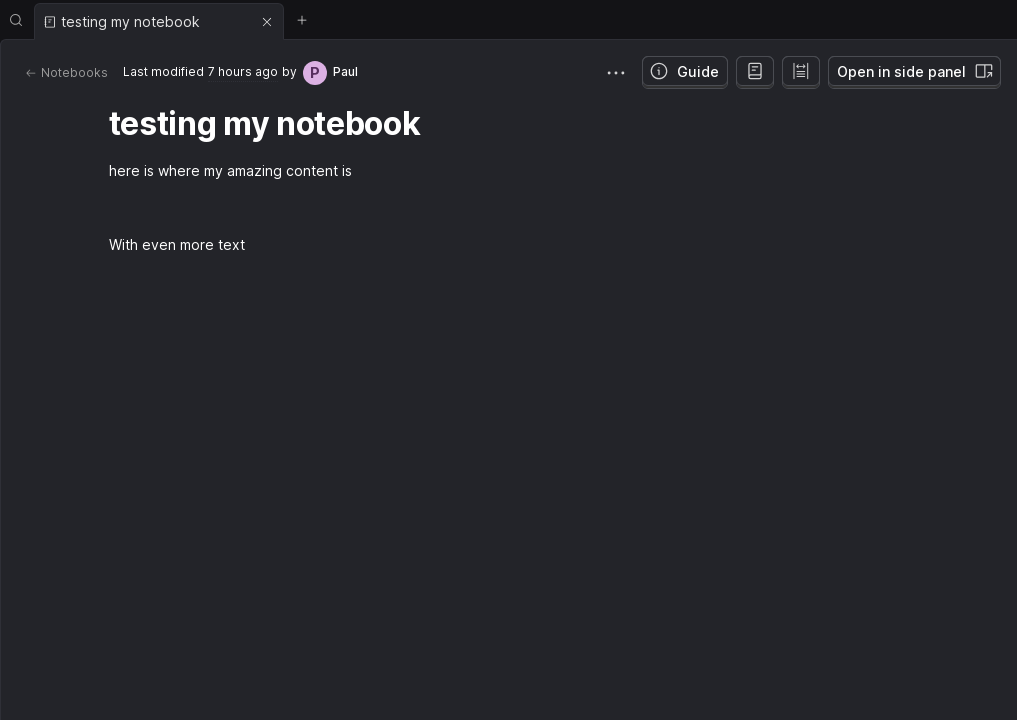 testing my notebook
Notebooks
Last modified 7 hours ago by P Paul
Guide
Open in side panel
testing my notebook
here is where my amazing content is
With even more text